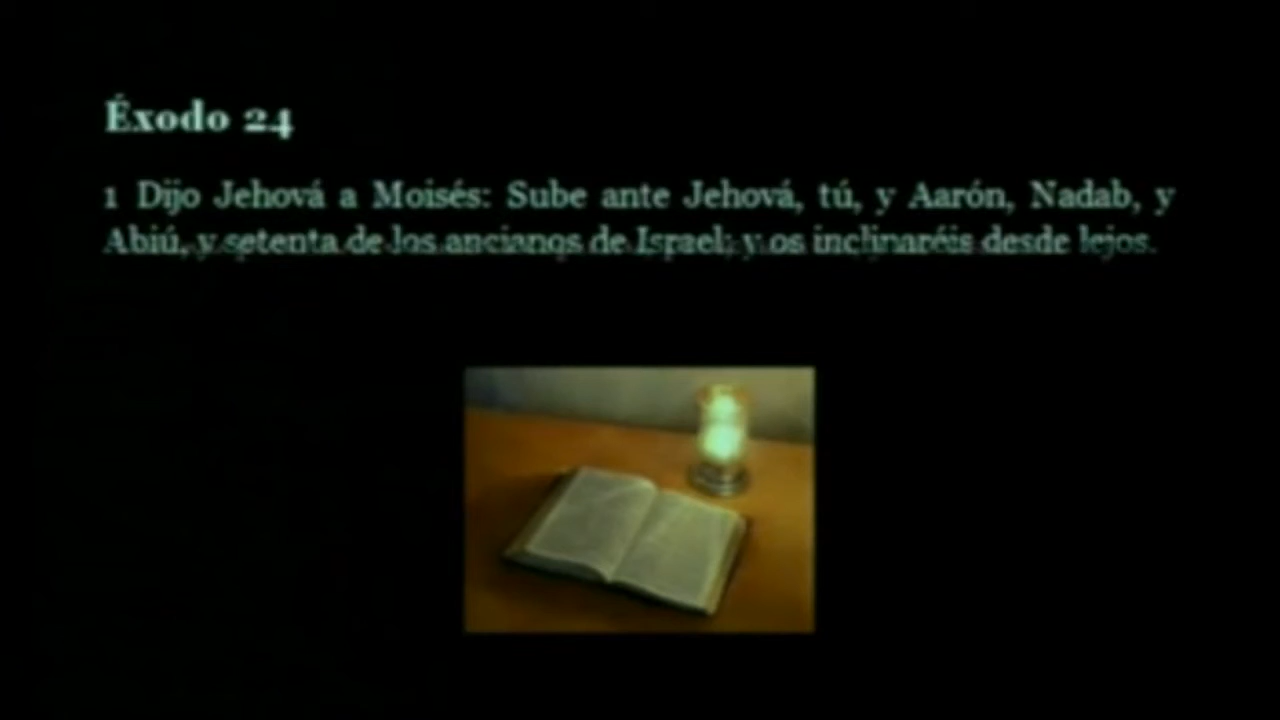 Éxodo 24
1 Dijo Jehová a Moisés: Sube ante Jehová, tú, y Aarón, Nadab, y
Abiú, y setenta de los ancianos de Israel; y os inclinaréis desde lejos.